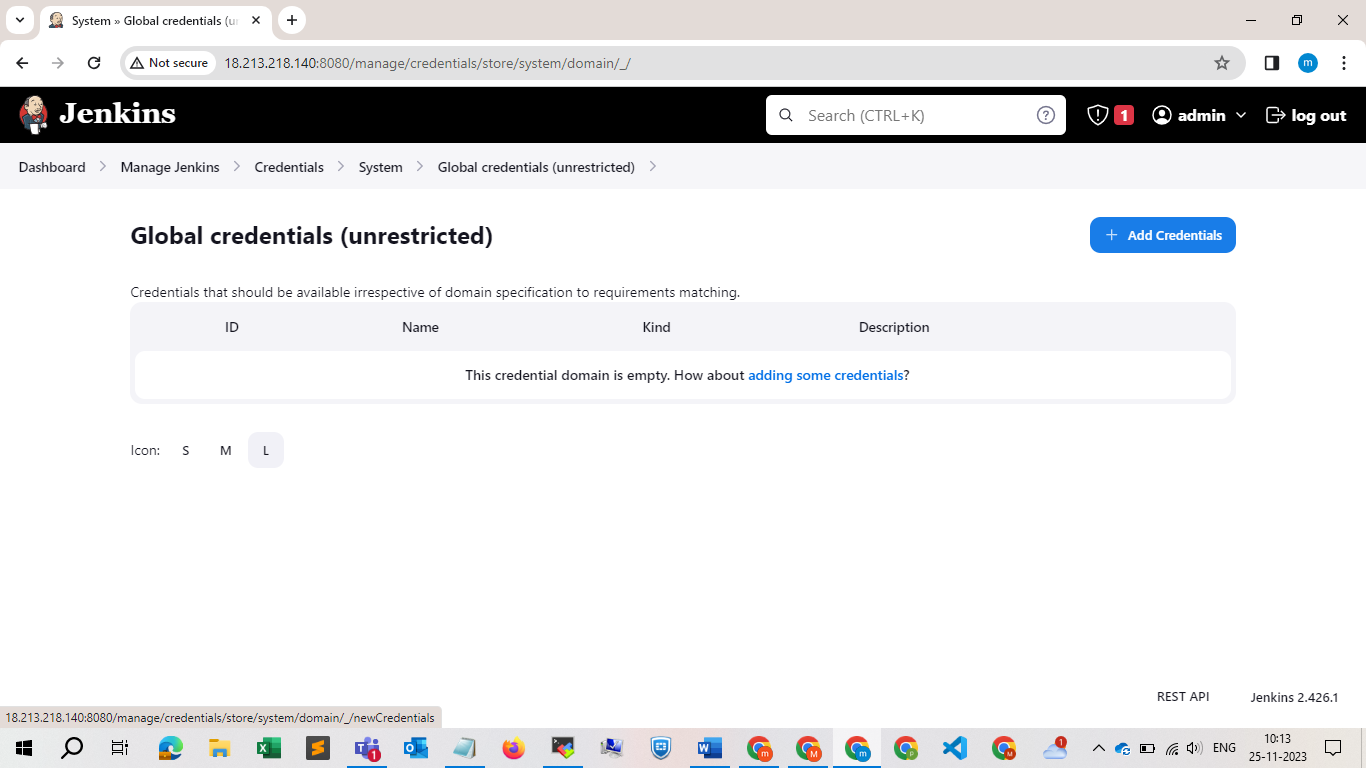 System » Global credentials (u
Not secure
18.213.218.140:8080/manage/credentials/store/system/domain/_/
m
Jenkins
Search (CTRL+K)
?
1
admin
log out
Dashboard
Manage Jenkins
Credentials
System
Global credentials (unrestricted)
Global credentials (unrestricted)
+ Add Credentials
Credentials that should be available irrespective of domain specification to requirements matching.
ID Name Kind Description
This credential domain is empty. How about adding some credentials?
Icon: S M L
REST API
Jenkins 2.426.1
18.213.218.140:8080/manage/credentials/store/system/domain/_/newCredentials
1
m
M
m
1
ENG
10:13
25-11-2023